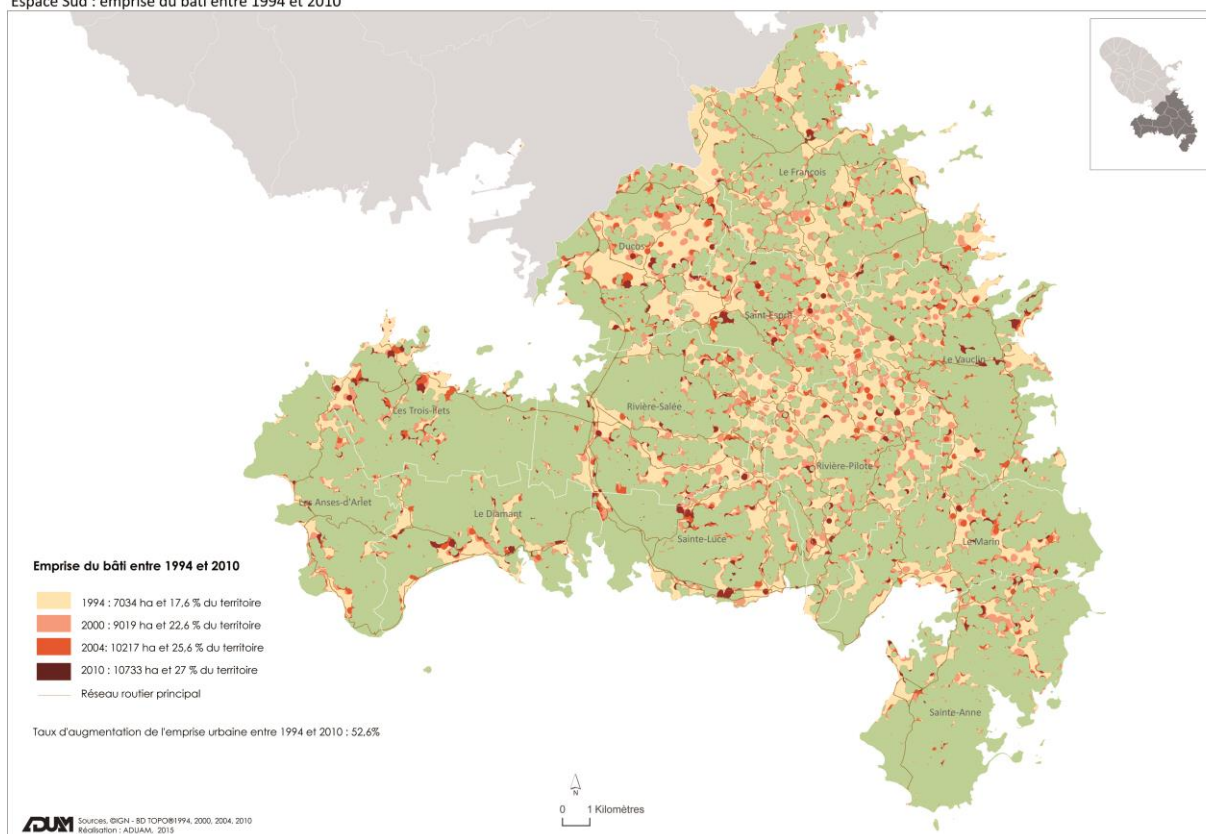 Espace Sud : emprise du bâti entre 1994 et 2010
Le François
Ducos
Saint-Esprit
Le Vauclin
Rivière-Salée
Les Trois-Ilets
Rivière-Pilote
Les Anses-d'Arlet
Le Diamant
Sainte-Luce
Le Marin
Sainte-Anne
Emprise du bâti entre 1994 et 2010
1994 : 7034 ha et 17,6 % du territoire
2000 : 9019 ha et 22,6 % du territoire
2004: 10217 ha et 25,6 % du territoire
2010 : 10733 ha et 27 % du territoire
Réseau routier principal
Taux d'augmentation de l'emprise urbaine entre 1994 et 2010 : 52,6%
N
0 1 Kilomètres
ADUAM Sources, ©IGN - BD TOPO®1994, 2000, 2004, 2010
Réalisation : ADUAM, 2015